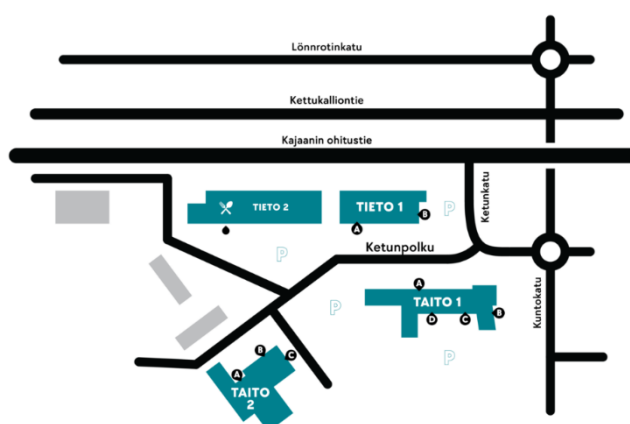 Lönnrotinkatu
Kettukalliontie
Kajaanin ohitustie
Ketunkatu
TIETO 2
TIETO 1
B
P
A
Ketunpolku
P
Kuntokatu
A
P
TAITO 1
B
D
C
P
B
C
A
TAITO
2